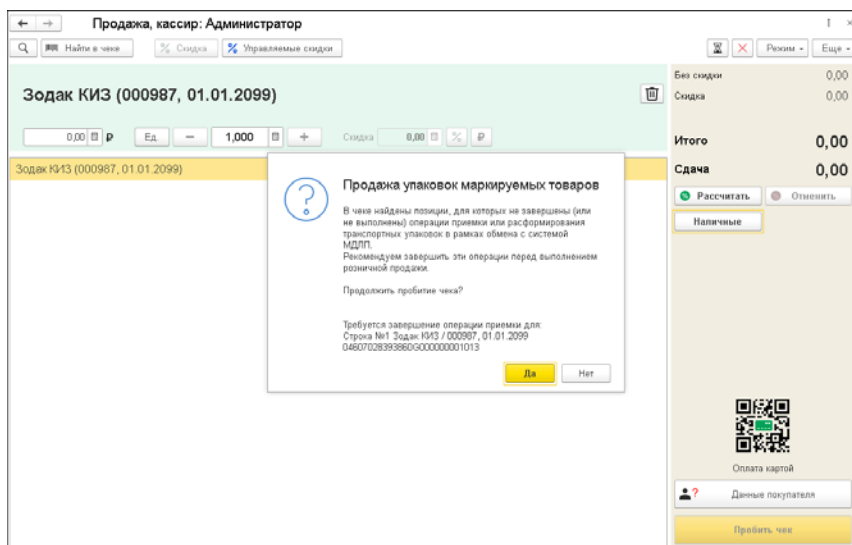 Продажа, кассир: Администратор
Найти в чеке
% Скидка
% Управляемые скидки
Режим
Еще
Зодак КИЗ (000987, 01.01.2099)
0,00 ₽
Ед.
−
1,000
+
Скидка
0,00
%
₽
Зодак КИЗ (000987, 01.01.2099)
Без скидки 0,00
Скидка 0,00
Итого 0,00
Сдача 0,00
Рассчитать
Отменить
Наличные
Продажа упаковок маркируемых товаров
В чеке найдены позиции, для которых не завершены (или
не выполнены) операции приемки или расформирования
транспортных упаковок в рамках обмена с системой
МДЛП.
Рекомендуем завершить эти операции перед выполнением
розничной продажи.
Продолжить пробитие чека?
Требуется завершение операции приемки для:
Строка №1 Зодак КИЗ / 000987, 01.01.2099
04607028393860G000000001013
Да
Нет
Оплата картой
? Данные покупателя
Пробить чек